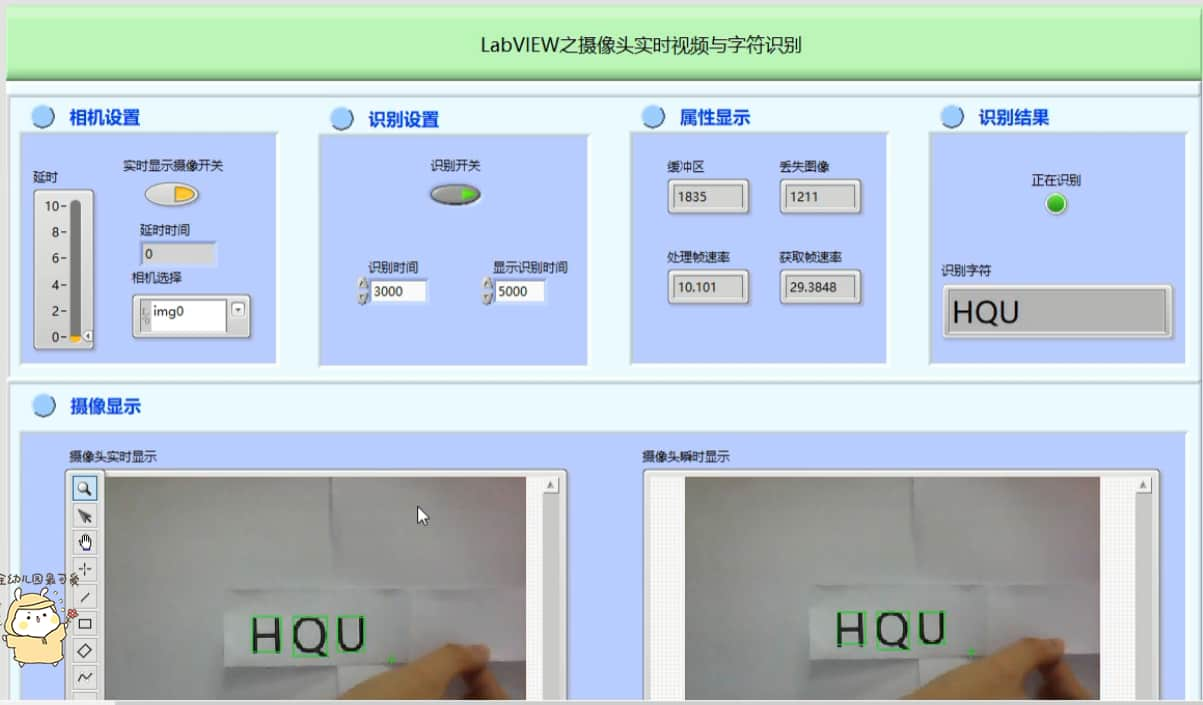 LabVIEW之摄像头实时视频与字符识别
相机设置
延时
10
8
6
4
2
0
实时显示摄像开关
延时时间
0
相机选择
img0
识别设置
识别开关
识别时间
3000
显示识别时间
5000
属性显示
缓冲区
1835
丢失图像
1211
处理帧速率
10.101
获取帧速率
29.3848
识别结果
正在识别
识别字符
HQU
摄像显示
摄像头实时显示
HQU
摄像头瞬时显示
HQU
全幼儿园最可爱